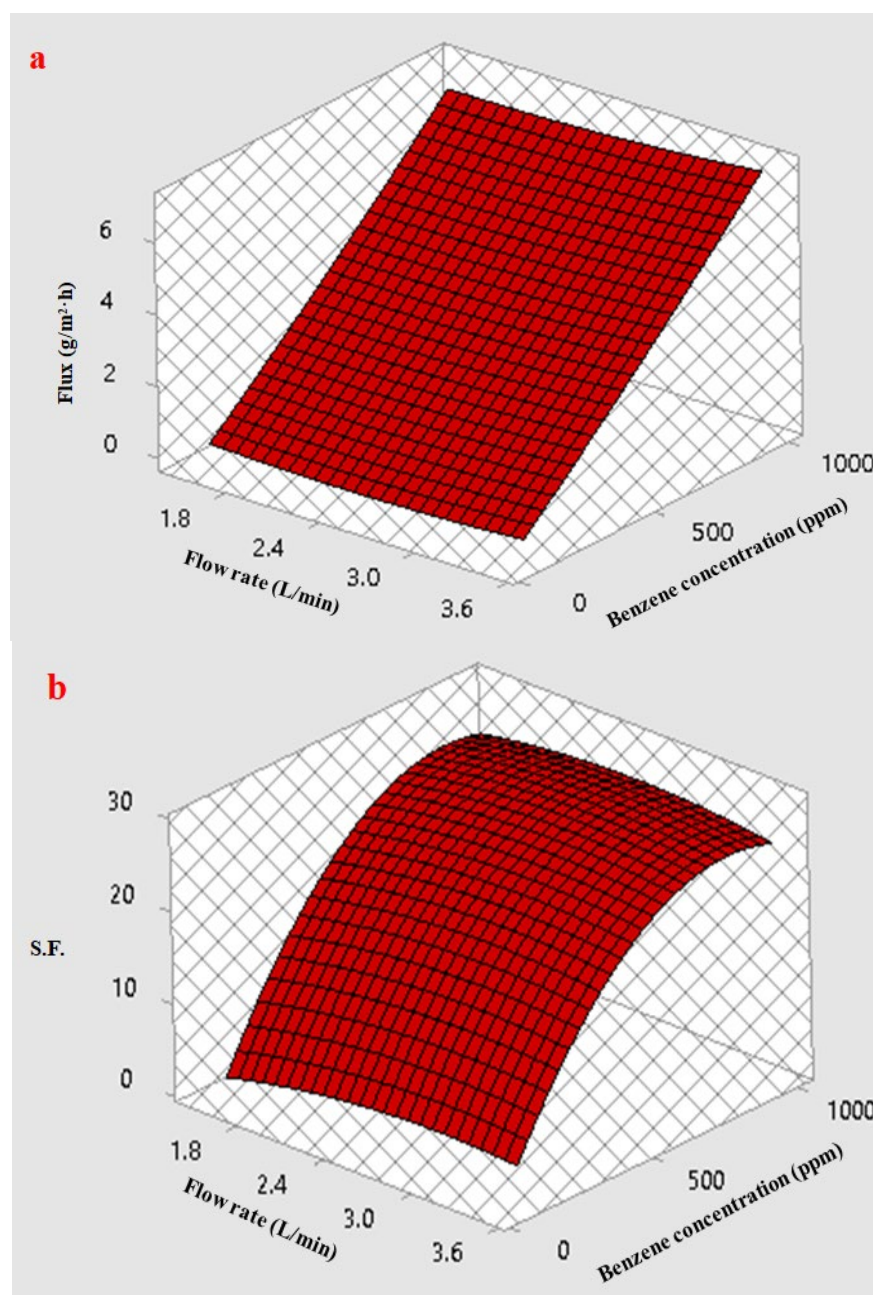 a
6
4
2
0
Flux (g/m²·h)
1.8
2.4
3.0
3.6
Flow rate (L/min)
0
500
1000
Benzene concentration (ppm)
b
30
20
10
0
S.F.
1.8
2.4
3.0
3.6
Flow rate (L/min)
0
500
1000
Benzene concentration (ppm)